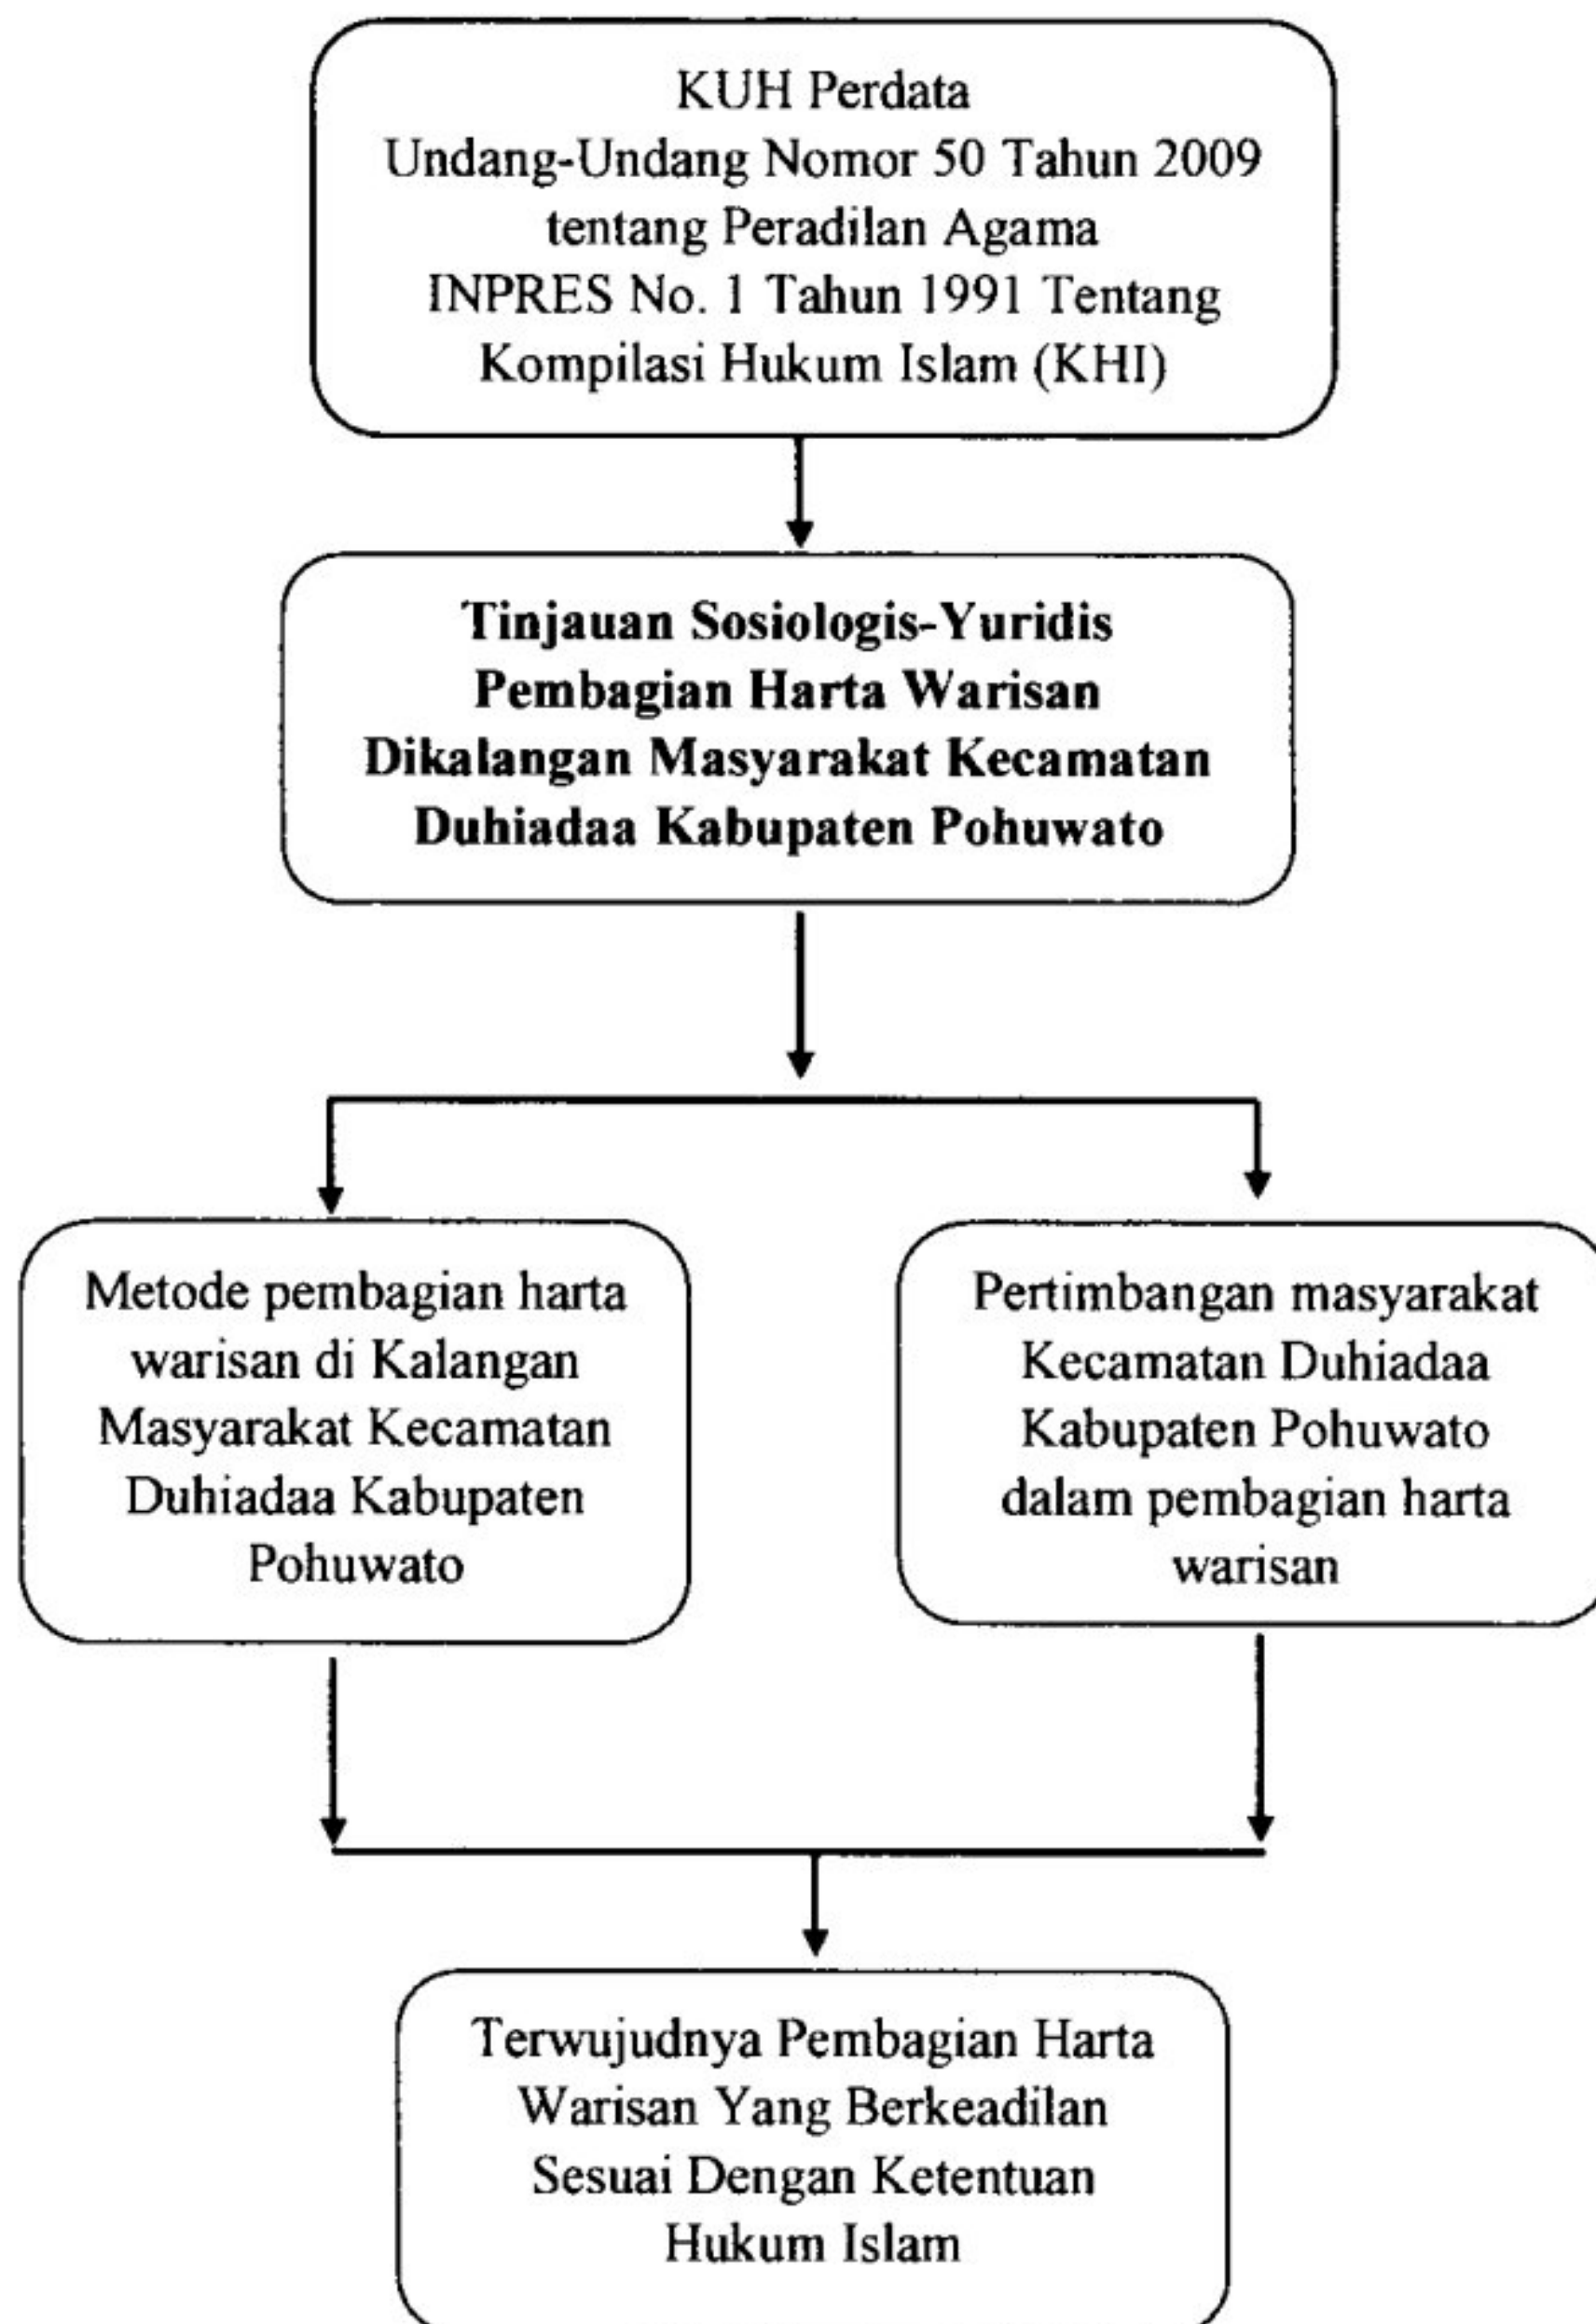 KUH Perdata
Undang-Undang Nomor 50 Tahun 2009
tentang Peradilan Agama
INPRES No. 1 Tahun 1991 Tentang
Kompilasi Hukum Islam (KHI)
Tinjauan Sosiologis-Yuridis
Pembagian Harta Warisan
Dikalangan Masyarakat Kecamatan
Duhiadaa Kabupaten Pohuwato
Metode pembagian harta
warisan di Kalangan
Masyarakat Kecamatan
Duhiadaa Kabupaten
Pohuwato
Pertimbangan masyarakat
Kecamatan Duhiadaa
Kabupaten Pohuwato
dalam pembagian harta
warisan
Terwujudnya Pembagian Harta
Warisan Yang Berkeadilan
Sesuai Dengan Ketentuan
Hukum Islam